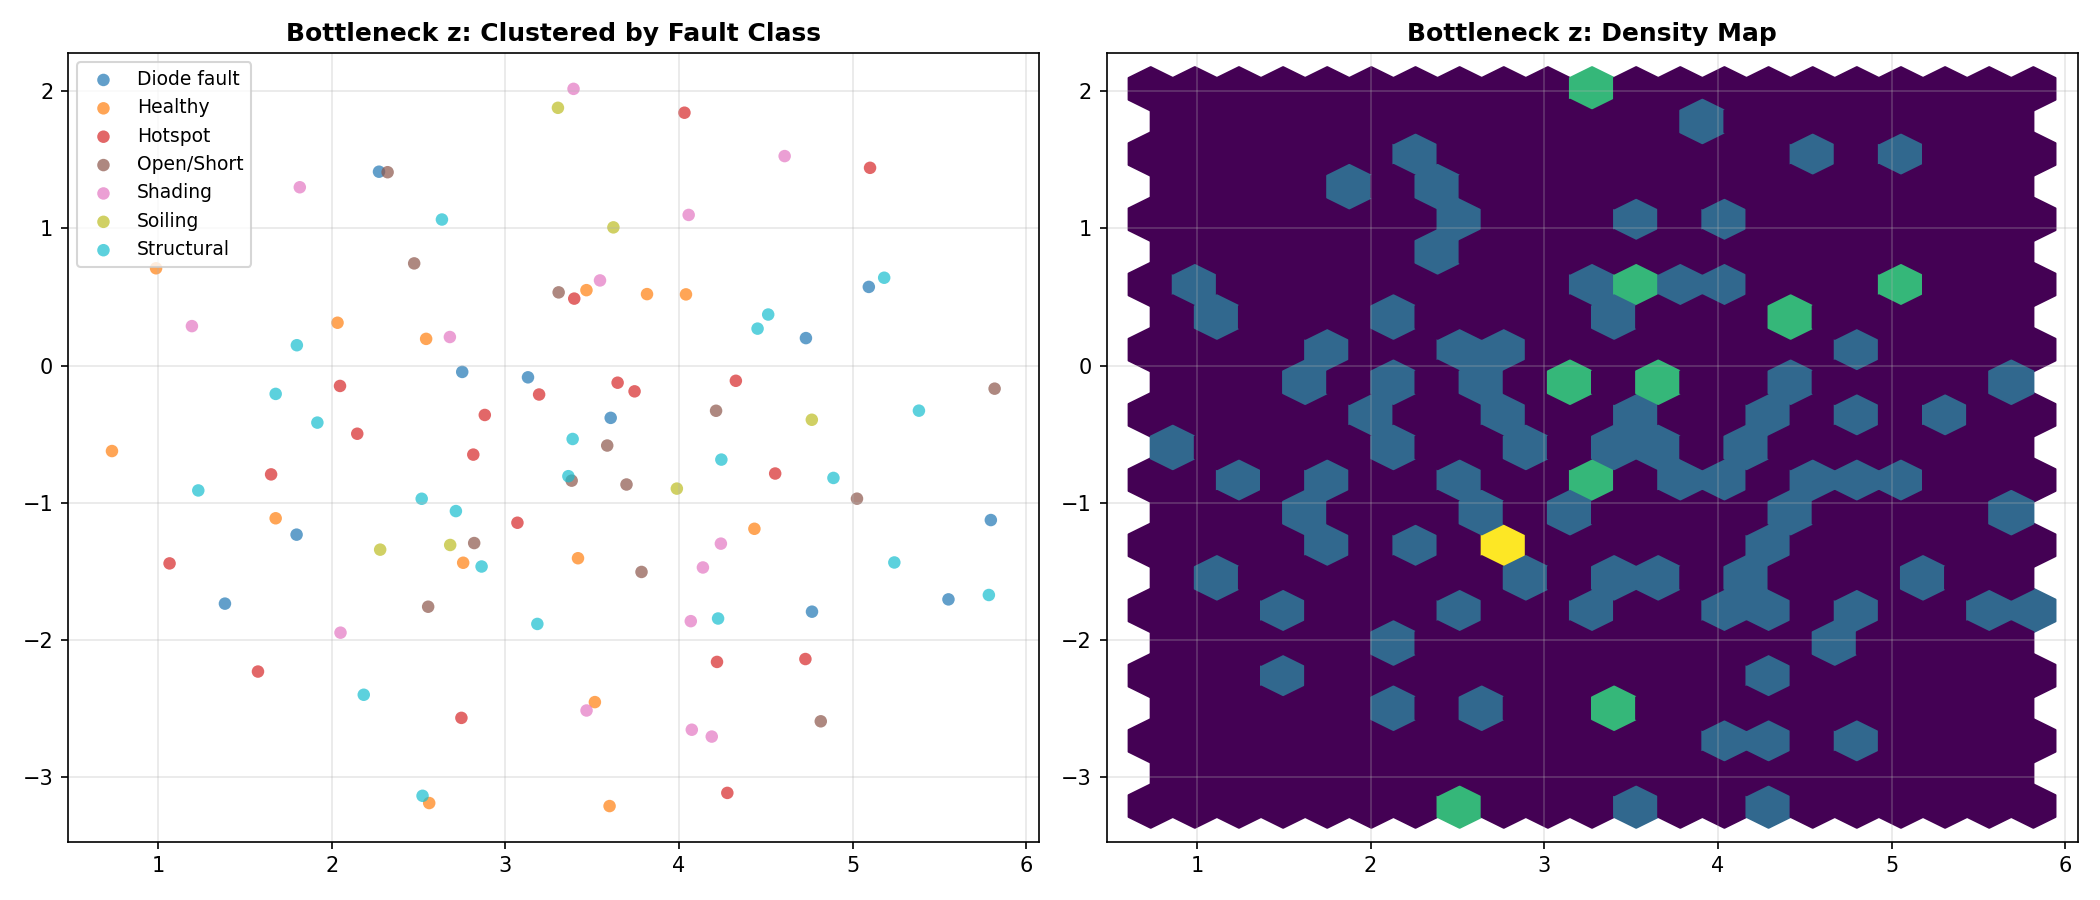 Bottleneck z: Clustered by Fault Class
Diode fault
Healthy
Hotspot
Open/Short
Shading
Soiling
Structural
2
1
0
−1
−2
−3
1
2
3
4
5
6
Bottleneck z: Density Map
2
1
0
−1
−2
−3
1
2
3
4
5
6